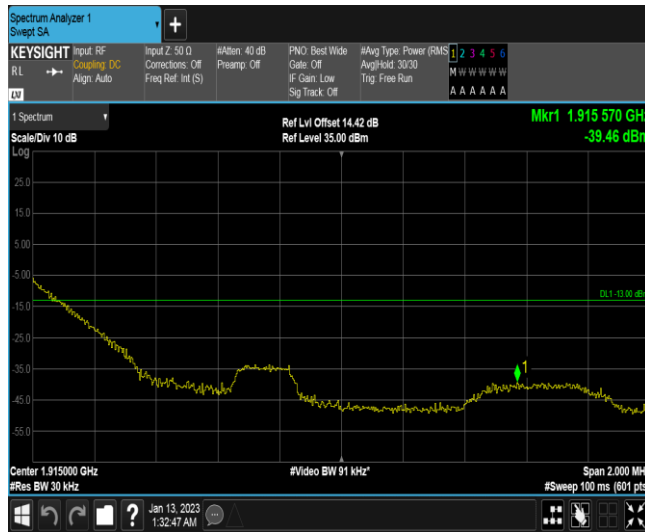 Spectrum Analyzer 1
Swept SA
+
KEYSIGHT
RL
LXI
Input: RF
Coupling: DC
Align: Auto
Input Z: 50 Ω
Corrections: Off
Freq Ref: Int (S)
#Atten: 40 dB
Preamp: Off
PNO: Best Wide
Gate: Off
IF Gain: Low
Sig Track: Off
#Avg Type: Power (RMS
Avg|Hold: 30/30
Trig: Free Run
1 2 3 4 5 6
M W W W W W
A A A A A A
1 Spectrum
Scale/Div 10 dB
Log
Ref Lvl Offset 14.42 dB
Ref Level 35.00 dBm
Mkr1 1.915 570 GH
-39.46 dBm
25.0
15.0
5.00
-5.00
-15.0
-25.0
-35.0
-45.0
-55.0
DL1 -13.00 dB
1
Center 1.915000 GHz
#Res BW 30 kHz
#Video BW 91 kHz*
Span 2.000 MH
#Sweep 100 ms (601 pts
?
Jan 13, 2023
1:32:47 AM